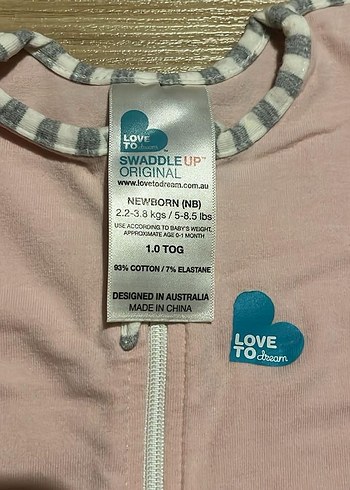 LOVE
TO dream™
SWADDLE UP™
ORIGINAL
www.lovetodream.com.au
NEWBORN (NB)
2.2-3.8 kgs / 5-8.5 lbs
USE ACCORDING TO BABY'S WEIGHT.
APPROXIMATE AGE 0-1 MONTH
1.0 TOG
93% COTTON / 7% ELASTANE
DESIGNED IN AUSTRALIA
MADE IN CHINA
LOVE
TO dream